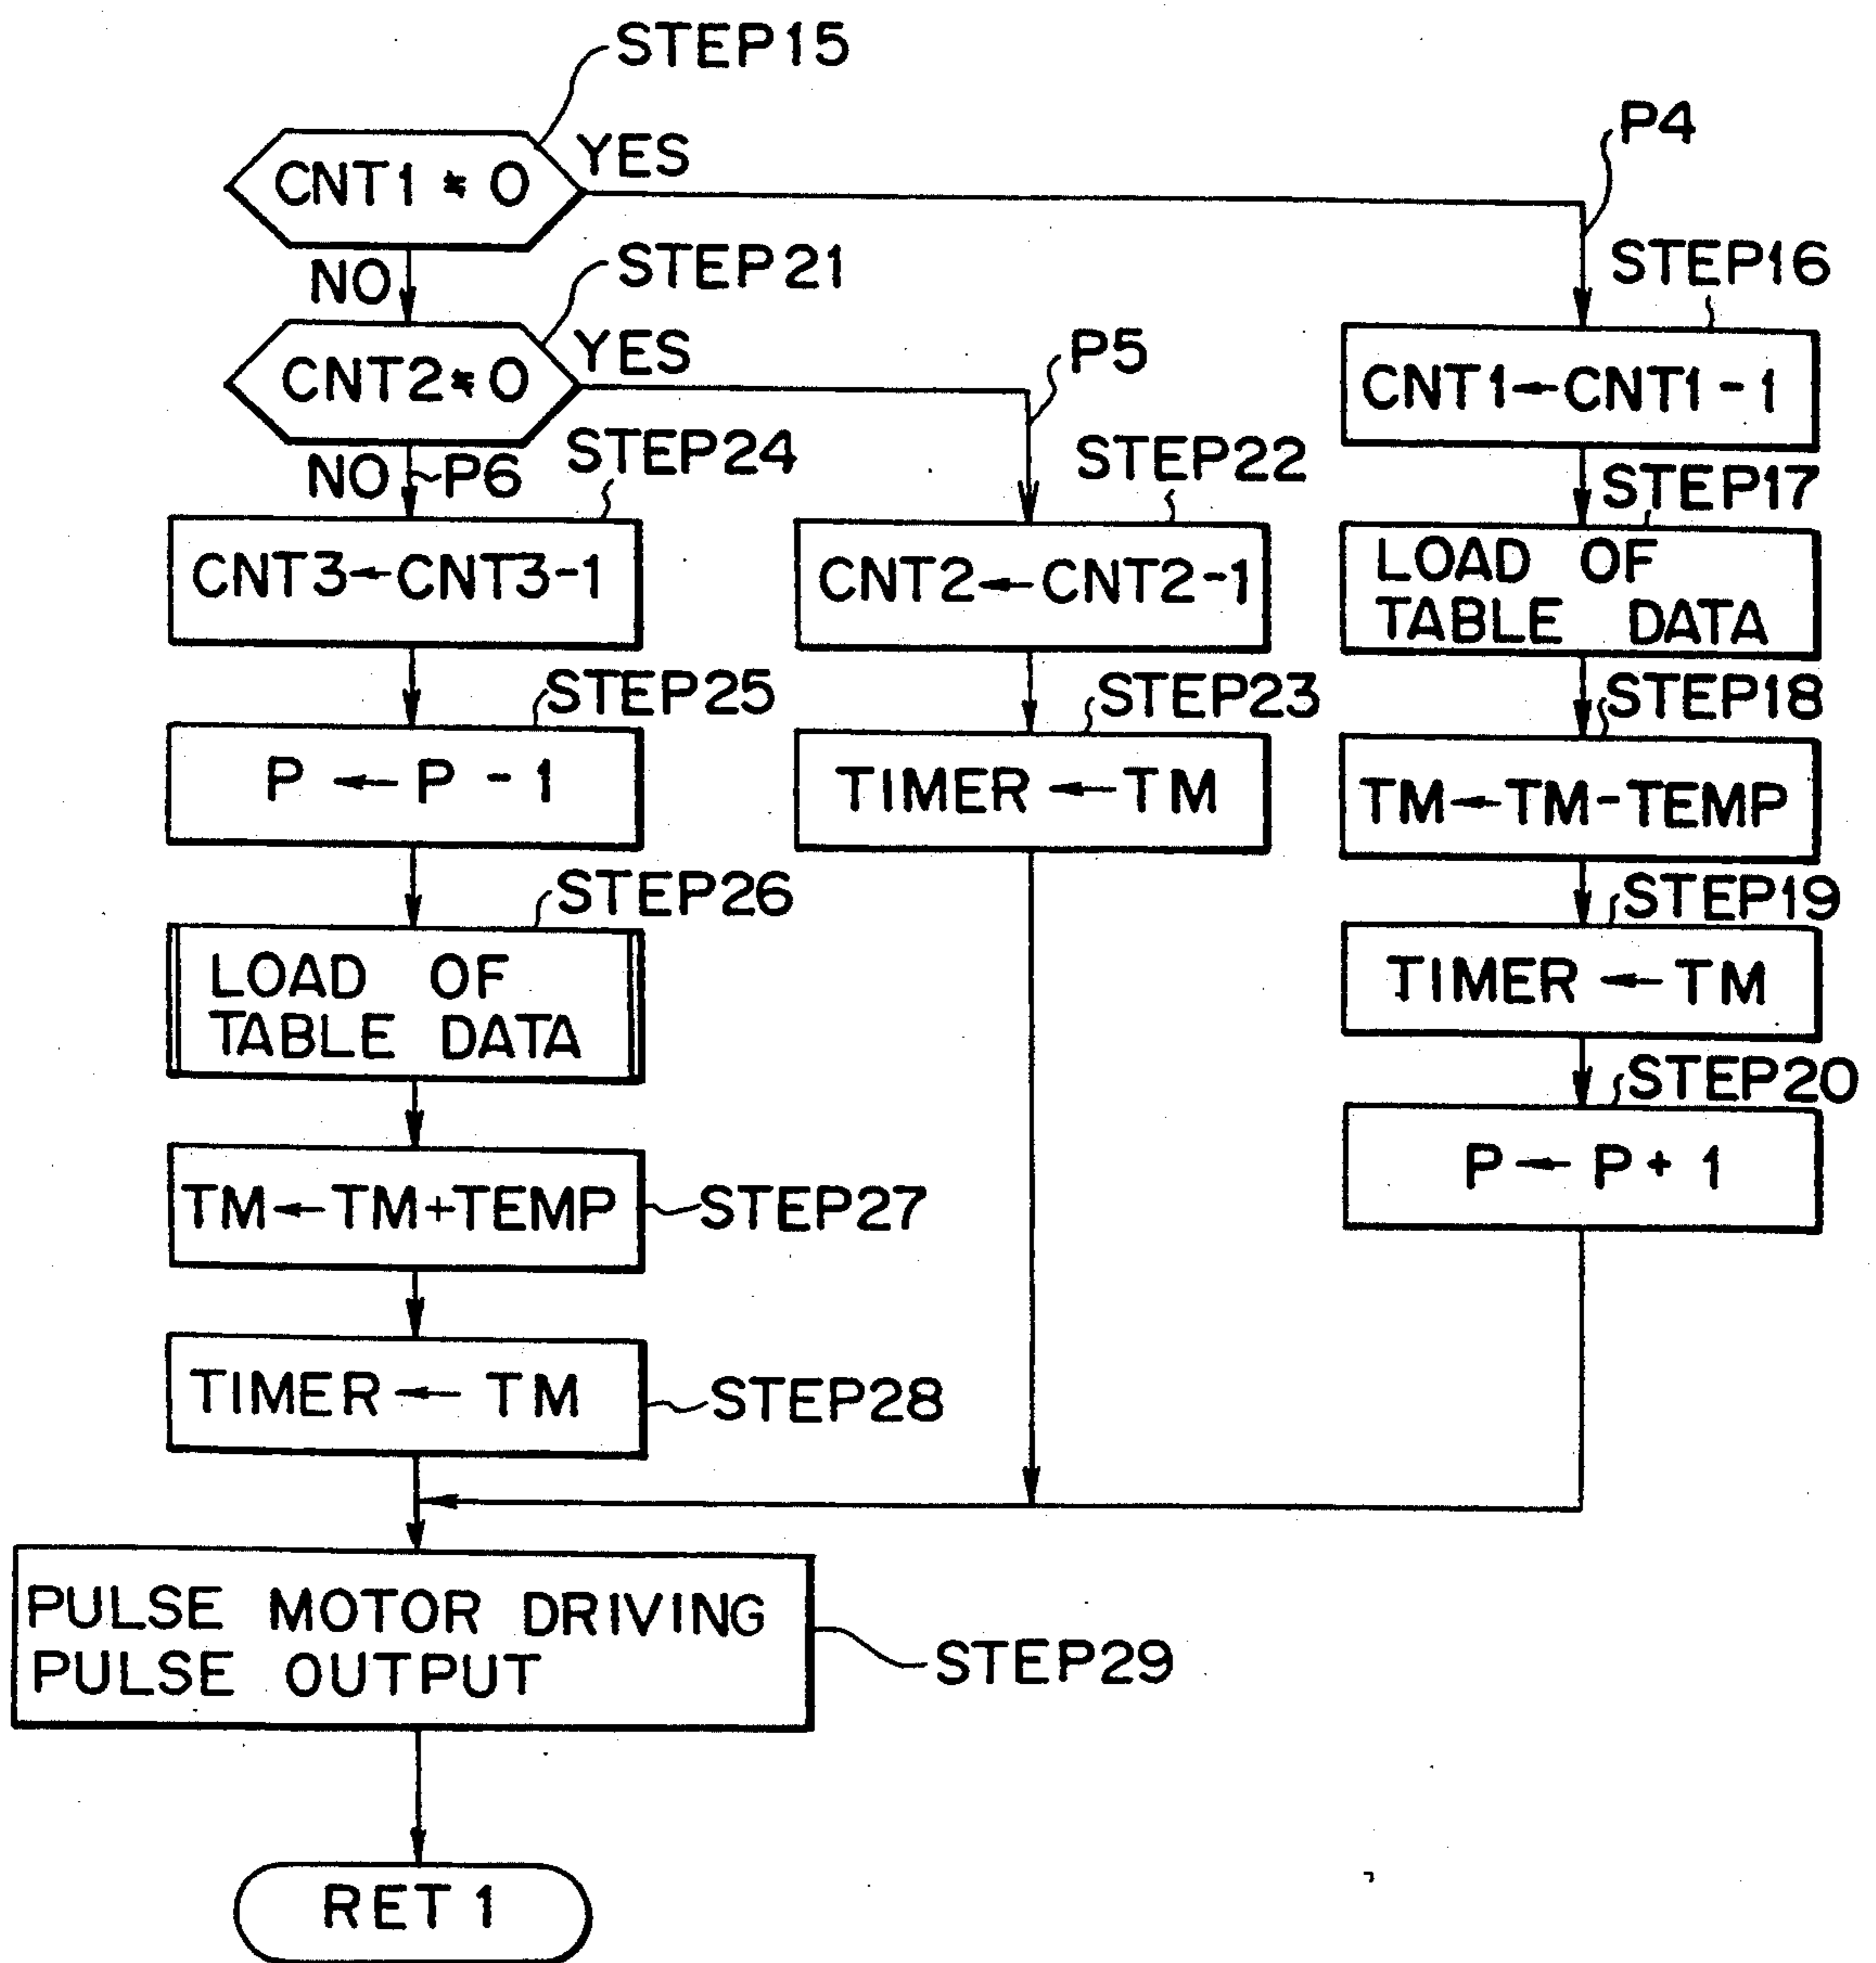 STEP15
CNT1 ≠ 0
YES
P4
NO
STEP21
STEP16
CNT2≠0
YES
P5
CNT1←CNT1-1
NO
P6
STEP24
STEP22
STEP17
CNT3←CNT3-1
CNT2←CNT2-1
LOAD OF
TABLE DATA
STEP25
STEP23
STEP18
P ← P - 1
TIMER ← TM
TM←TM-TEMP
STEP26
STEP19
LOAD OF
TABLE DATA
TIMER ← TM
STEP20
P ← P + 1
TM←TM+TEMP
STEP27
TIMER ← TM
STEP28
PULSE MOTOR DRIVING
PULSE OUTPUT
STEP29
RET 1